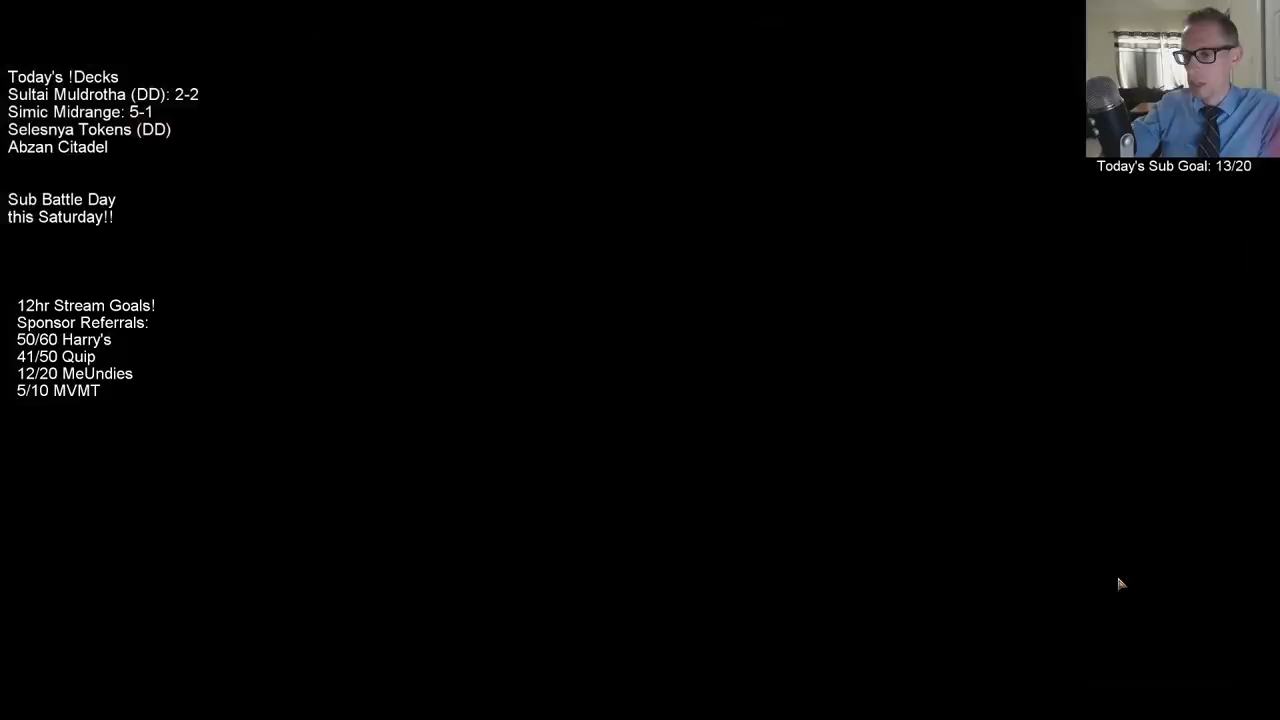 Today's !Decks
Sultai Muldrotha (DD): 2-2
Simic Midrange: 5-1
Selesnya Tokens (DD)
Abzan Citadel
Sub Battle Day
this Saturday!!
12hr Stream Goals!
Sponsor Referrals:
50/60 Harry's
41/50 Quip
12/20 MeUndies
5/10 MVMT
Today's Sub Goal: 13/20